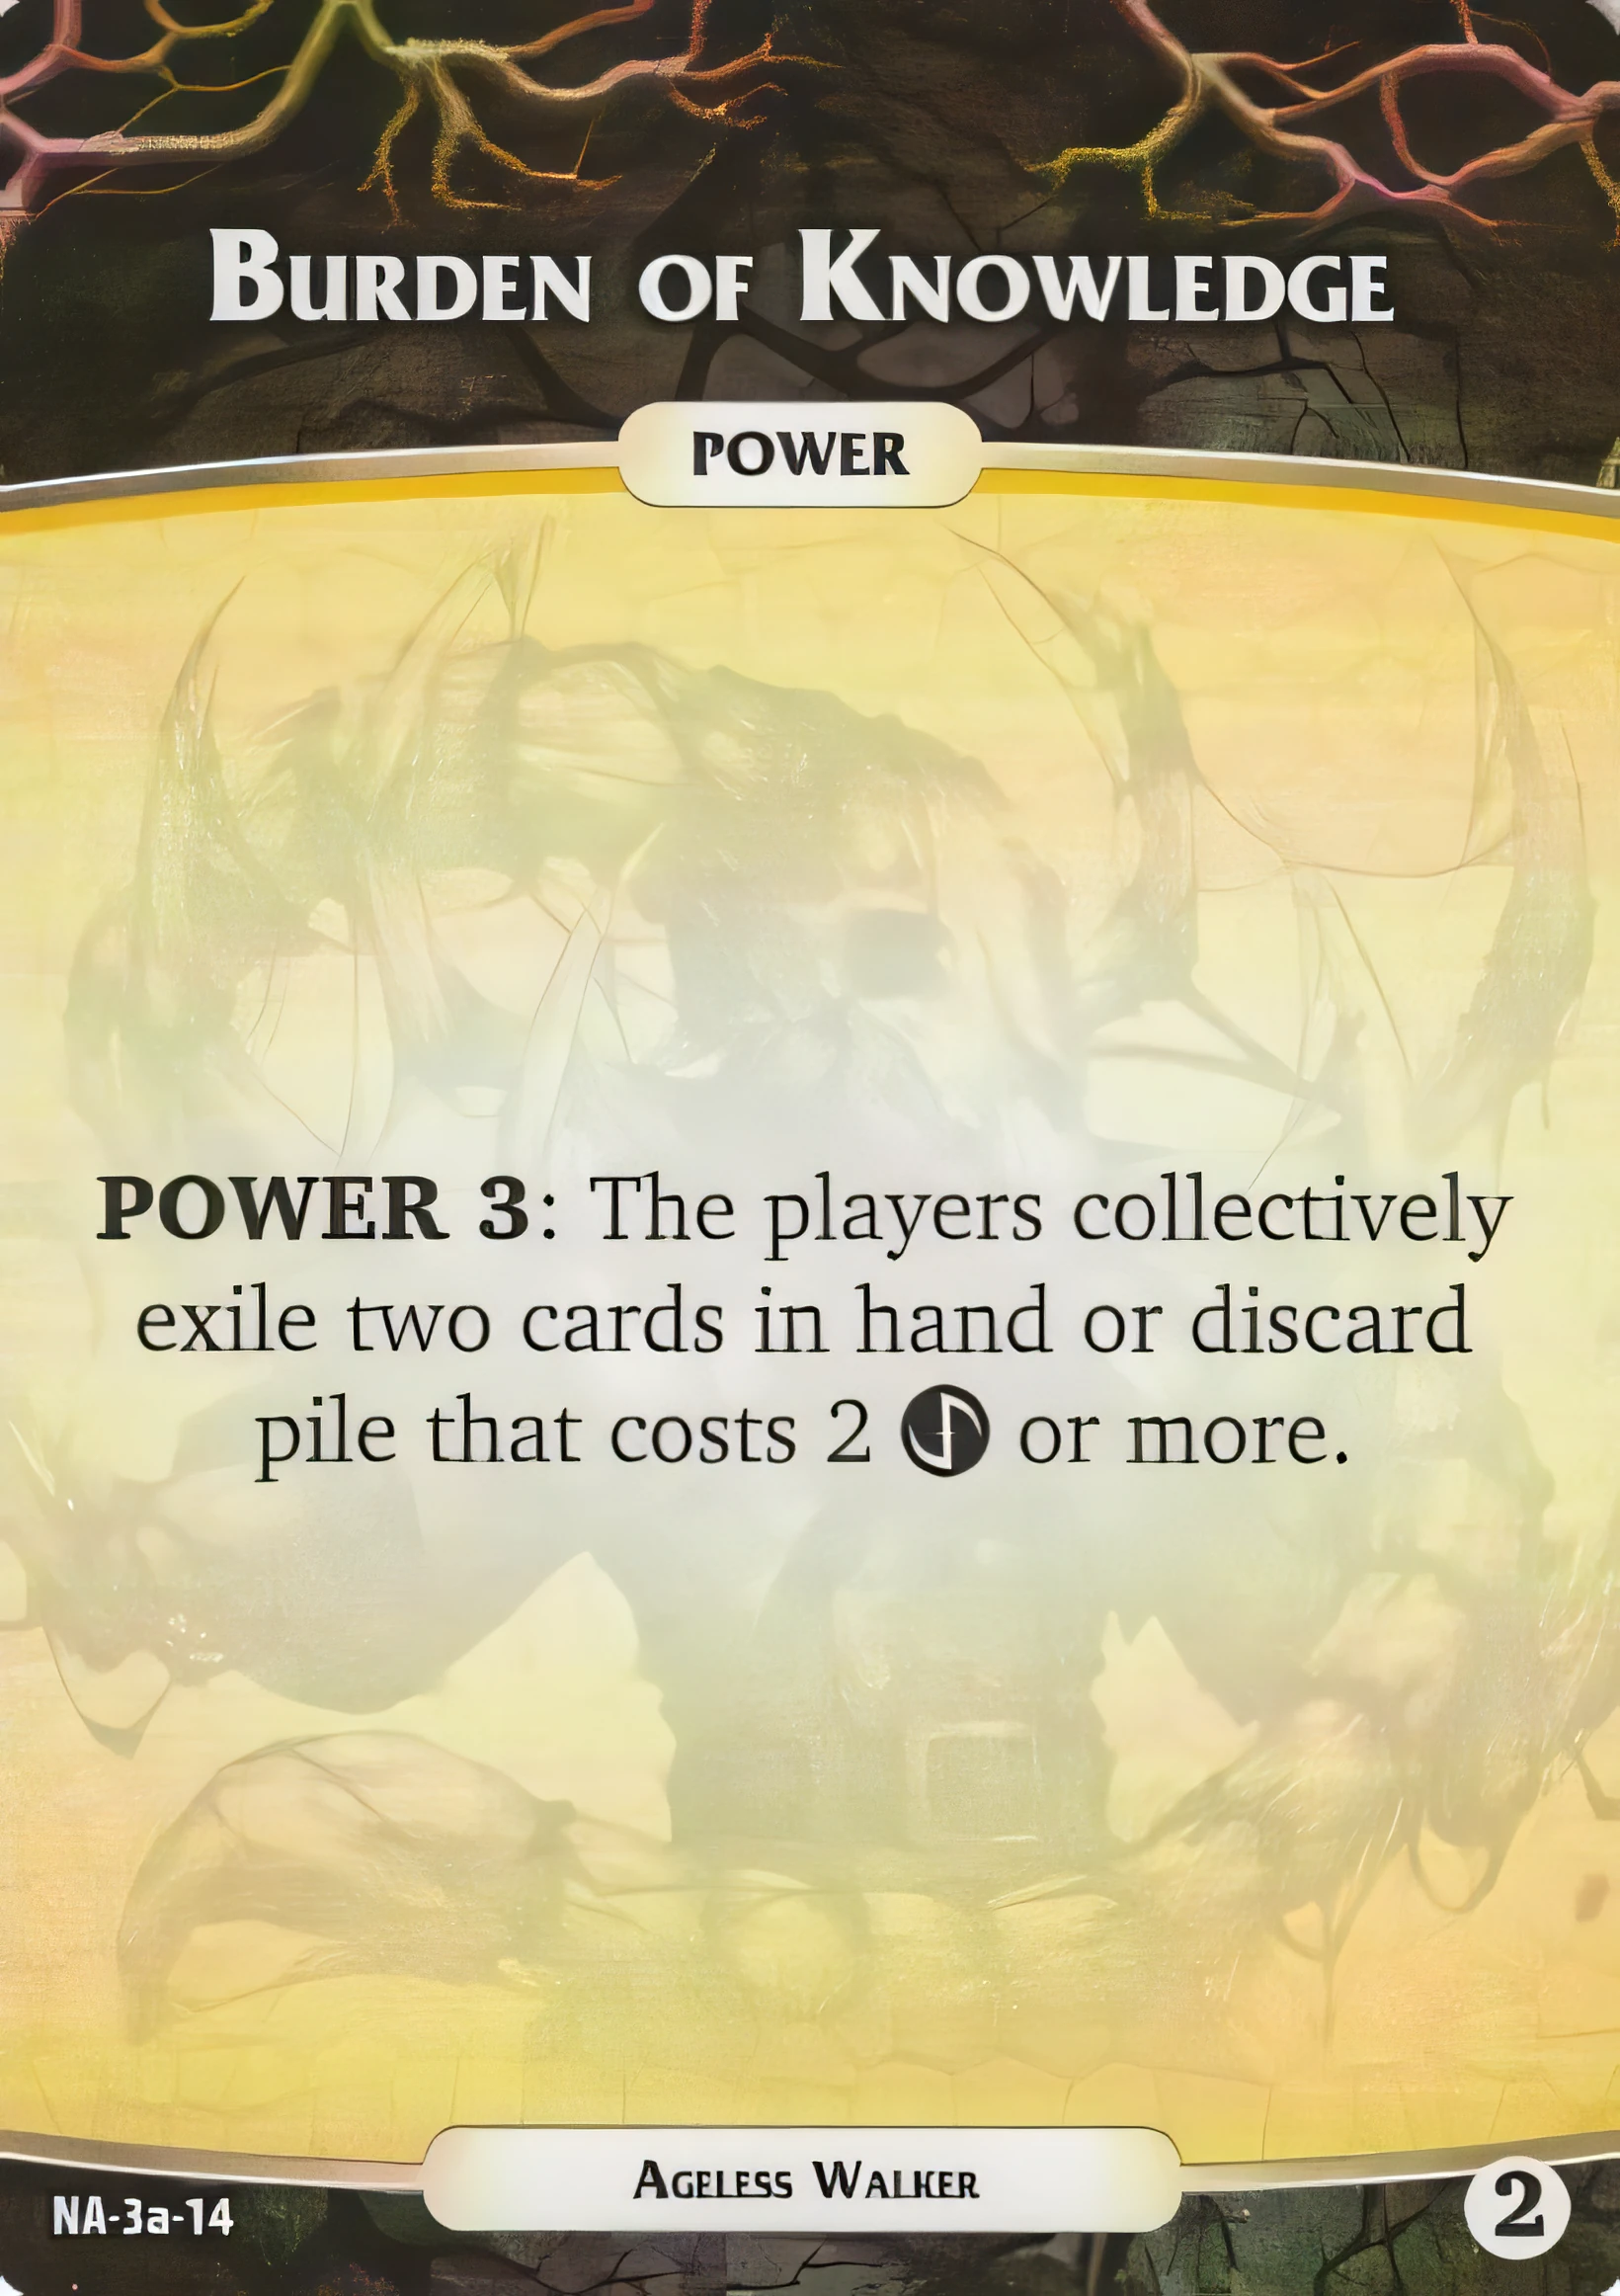 Burden of Knowledge
POWER
POWER 3: The players collectively
exile two cards in hand or discard
pile that costs 2 or more.
Ageless Walker
NA-3a-14
2